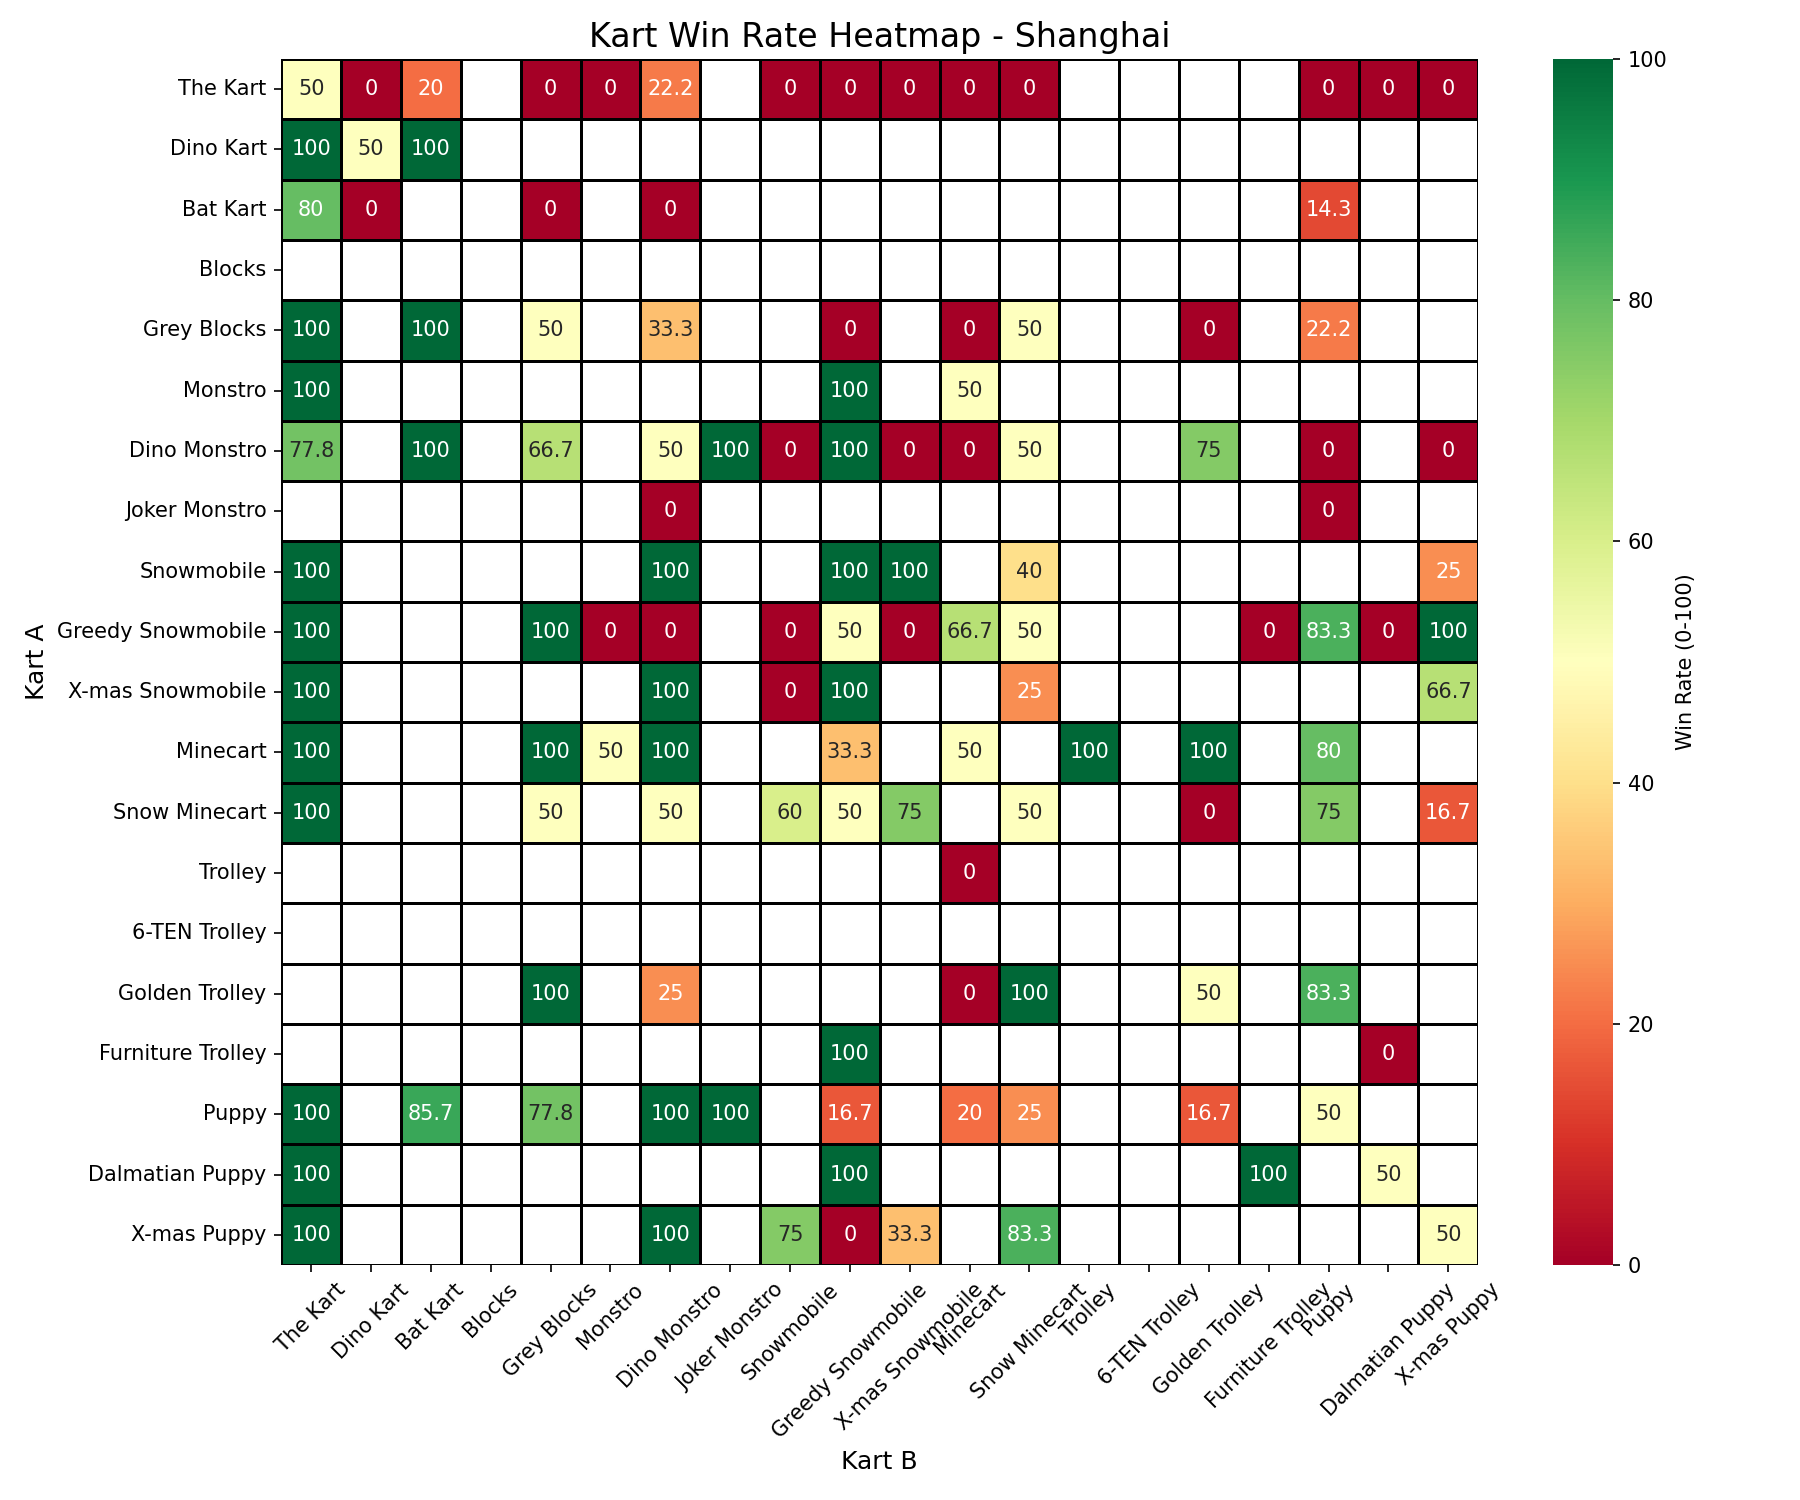 Kart Win Rate Heatmap - Shanghai
The Kart 50 0 20 0 0 22.2 0 0 0 0 0 0 0 0
Dino Kart 100 50 100
Bat Kart 80 0 0 0 14.3
Blocks
Grey Blocks 100 100 50 33.3 0 0 50 0 22.2
Monstro 100 100 50
Dino Monstro 77.8 100 66.7 50 100 0 100 0 0 50 75 0 0
Joker Monstro 0 0
Snowmobile 100 100 100 100 40 25
Greedy Snowmobile 100 100 0 0 0 50 0 66.7 50 0 83.3 0 100
X-mas Snowmobile 100 100 0 100 25 66.7
Minecart 100 100 50 100 33.3 50 100 100 80
Snow Minecart 100 50 50 60 50 75 50 0 75 16.7
Trolley 0
6-TEN Trolley
Golden Trolley 100 25 0 100 50 83.3
Furniture Trolley 100 0
Puppy 100 85.7 77.8 100 100 16.7 20 25 16.7 50
Dalmatian Puppy 100 100 100 50
X-mas Puppy 100 100 75 0 33.3 83.3 50
Kart A
The Kart
Dino Kart
Bat Kart
Blocks
Grey Blocks
Monstro
Dino Monstro
Joker Monstro
Snowmobile
Greedy Snowmobile
X-mas Snowmobile
Minecart
Snow Minecart
Trolley
6-TEN Trolley
Golden Trolley
Furniture Trolley
Puppy
Dalmatian Puppy
X-mas Puppy
Kart B
100
80
60
40
20
0
Win Rate (0-100)